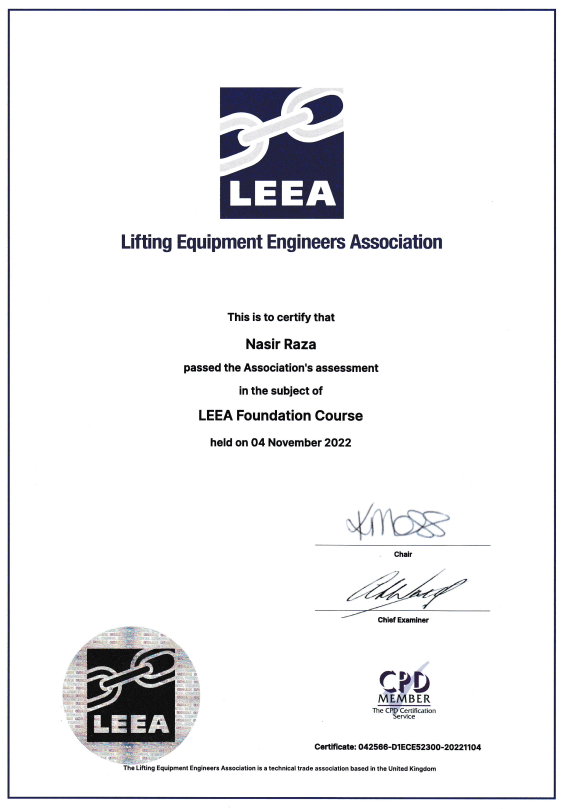 LEEA
Lifting Equipment Engineers Association
This is to certify that
Nasir Raza
passed the Association's assessment
in the subject of
LEEA Foundation Course
held on 04 November 2022
KMoss
Chair
Chief Examiner
LEEA
CPD
MEMBER
The CPD Certification
Service
Certificate: 042566-D1ECE52300-20221104
The Lifting Equipment Engineers Association is a technical trade association based in the United Kingdom